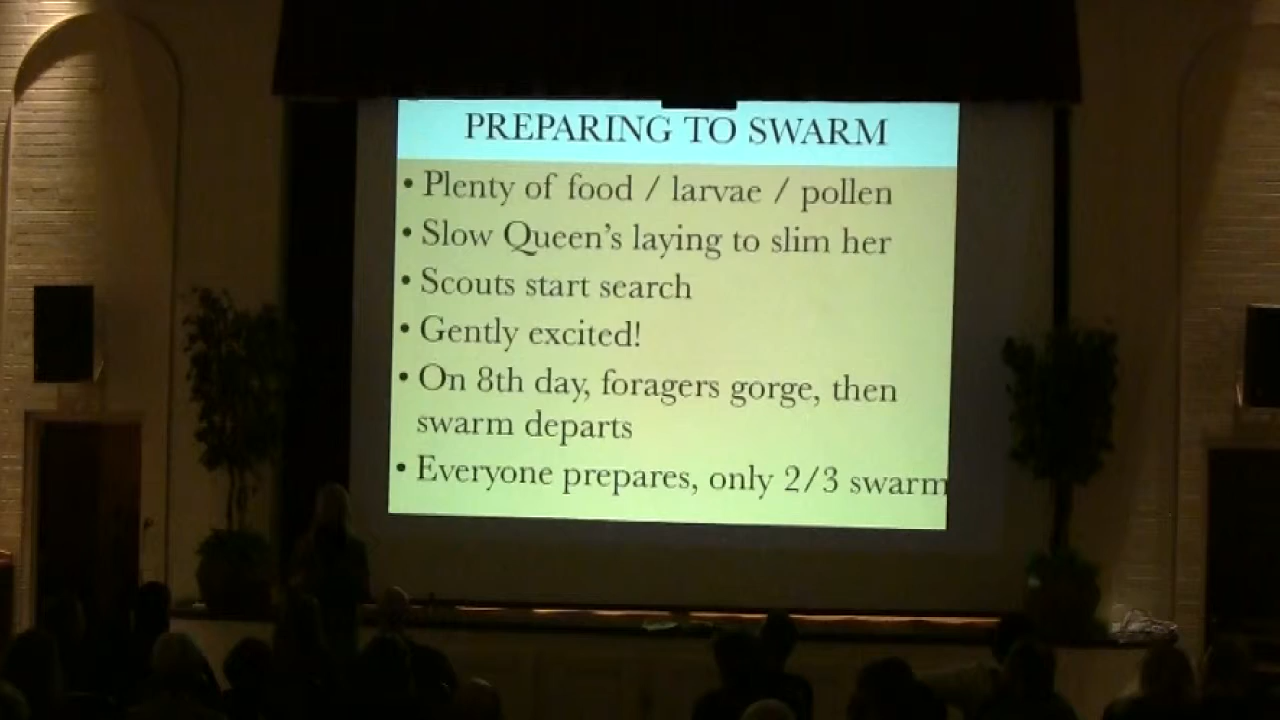 PREPARING TO SWARM
• Plenty of food / larvae / pollen
• Slow Queen's laying to slim her
• Scouts start search
• Gently excited!
• On 8th day, foragers gorge, then
swarm departs
• Everyone prepares, only 2/3 swarm